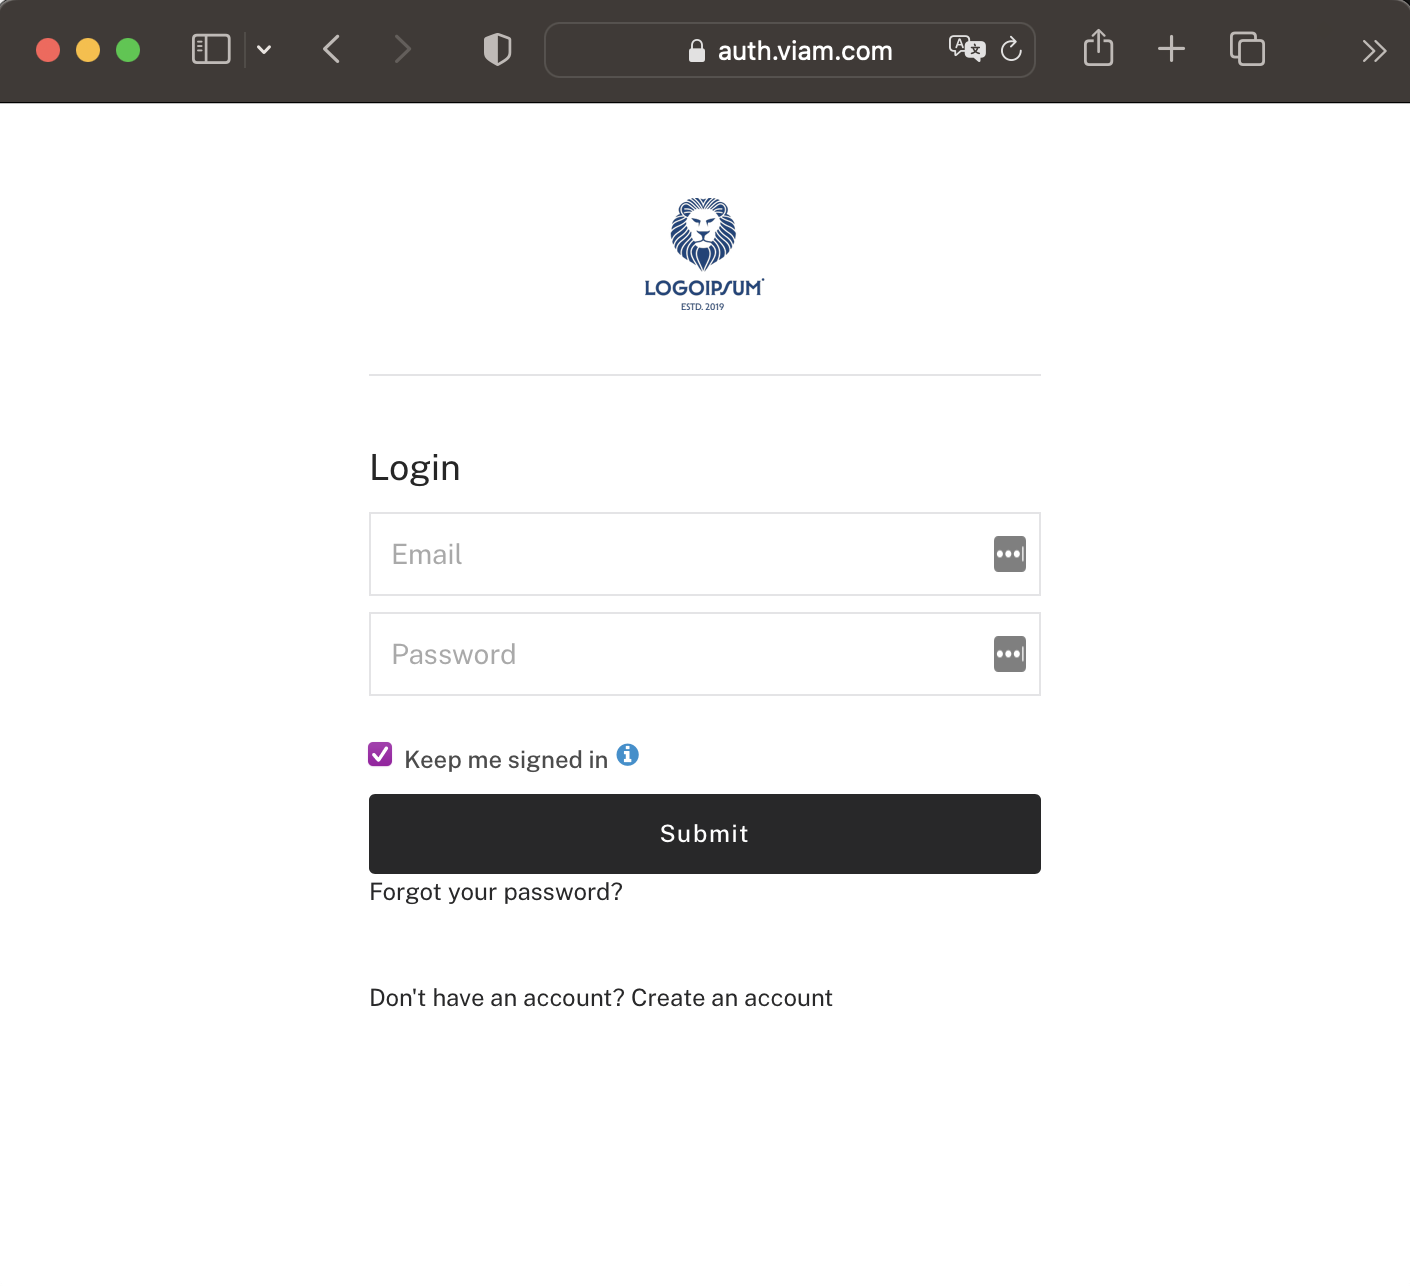 auth.viam.com
LOGOIPSUM
ESTD. 2019
Login
Email
Password
Keep me signed in
Submit
Forgot your password?
Don't have an account? Create an account